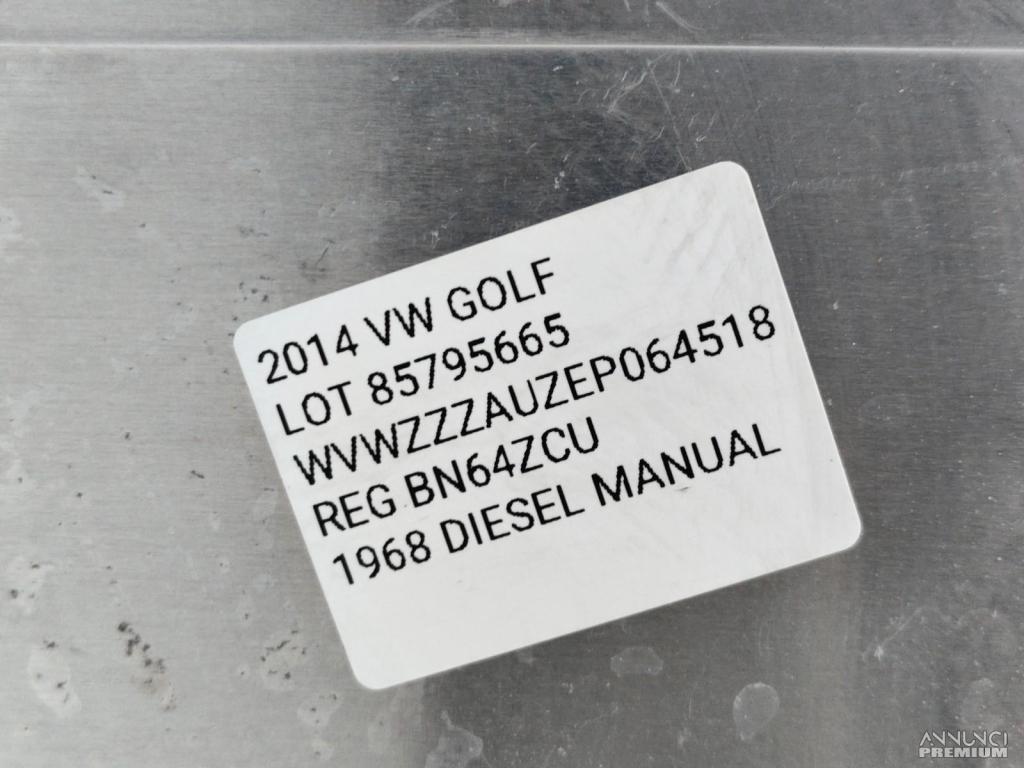 2014 VW GOLF
LOT 85795665
WVWZZZAUZEP064518
REG BN64ZCU
1968 DIESEL MANUAL
ANNUNCI
PREMIUM